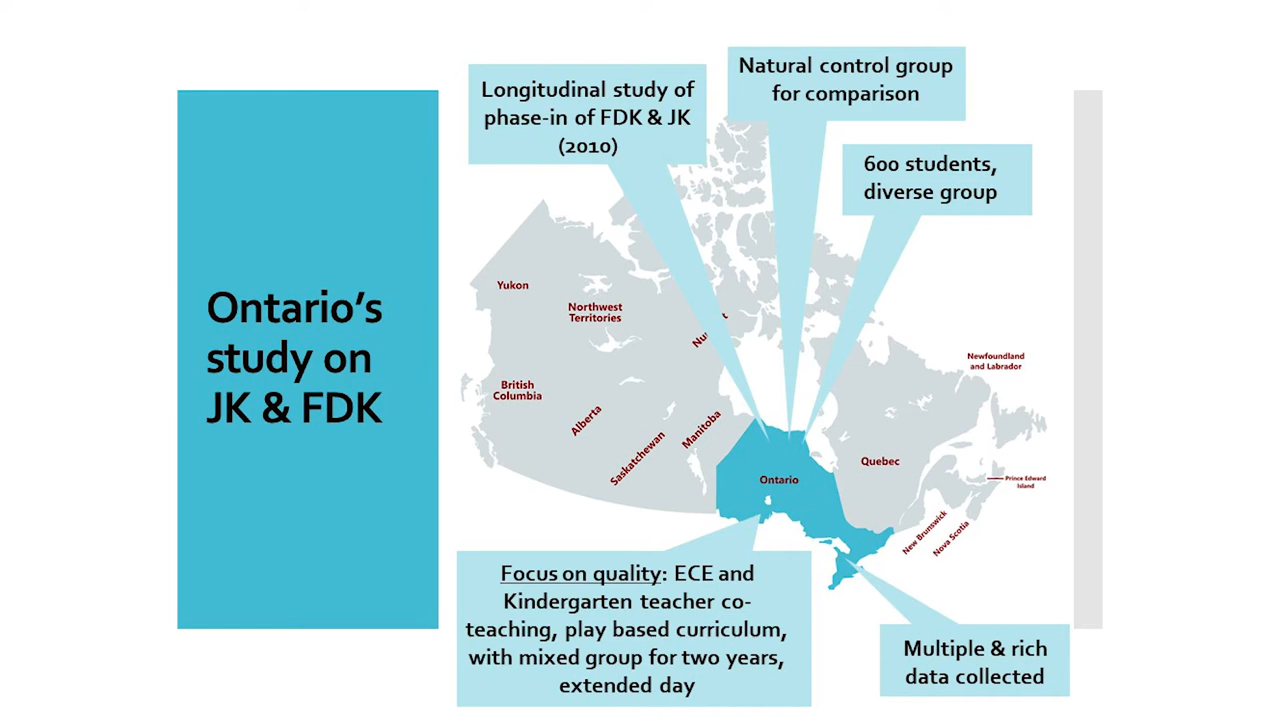 Ontario's
study on
JK & FDK
Longitudinal study of
phase-in of FDK & JK
(2010)
Natural control group
for comparison
600 students,
diverse group
Yukon
Northwest
Territories
British
Columbia
Alberta
Saskatchewan
Manitoba
Ontario
Quebec
Newfoundland
and Labrador
Prince Edward
Island
New Brunswick
Nova Scotia
Focus on quality: ECE and
Kindergarten teacher co-
teaching, play based curriculum,
with mixed group for two years,
extended day
Multiple & rich
data collected